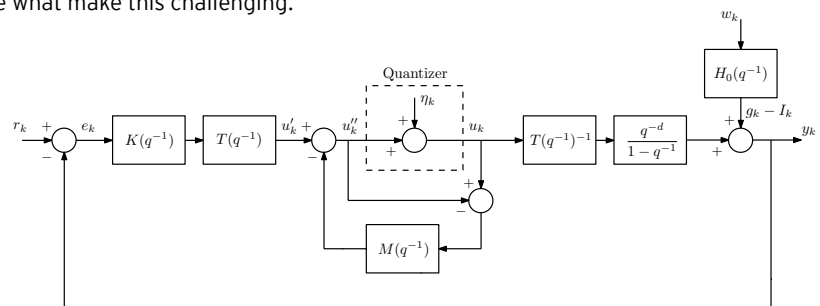 e what make this challenging.
w_k
H_0(q^{-1})
Quantizer
η_k
g_k − I_k
r_k + e_k K(q^{-1}) T(q^{-1}) u'_k + u''_k + u_k T(q^{-1})^{-1} q^{-d} / 1 − q^{-1} + y_k
− − + +
+
−
M(q^{-1})